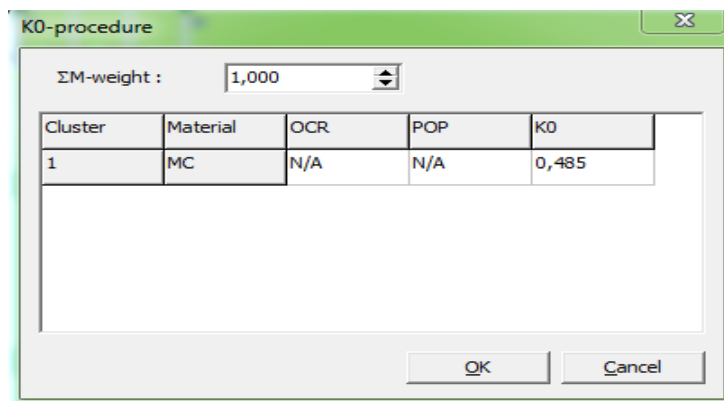 K0-procedure
ΣM-weight : 1,000
Cluster Material OCR POP K0
1 MC N/A N/A 0,485
OK Cancel